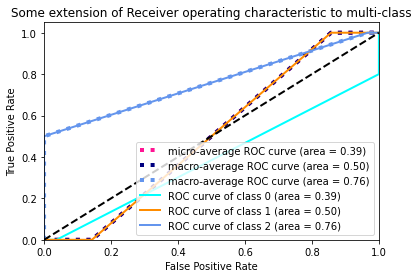 Some extension of Receiver operating characteristic to multi-class
True Positive Rate
1.0
0.8
0.6
0.4
0.2
0.0
micro-average ROC curve (area = 0.39)
macro-average ROC curve (area = 0.50)
macro-average ROC curve (area = 0.76)
ROC curve of class 0 (area = 0.39)
ROC curve of class 1 (area = 0.50)
ROC curve of class 2 (area = 0.76)
0.0 0.2 0.4 0.6 0.8 1.0
False Positive Rate